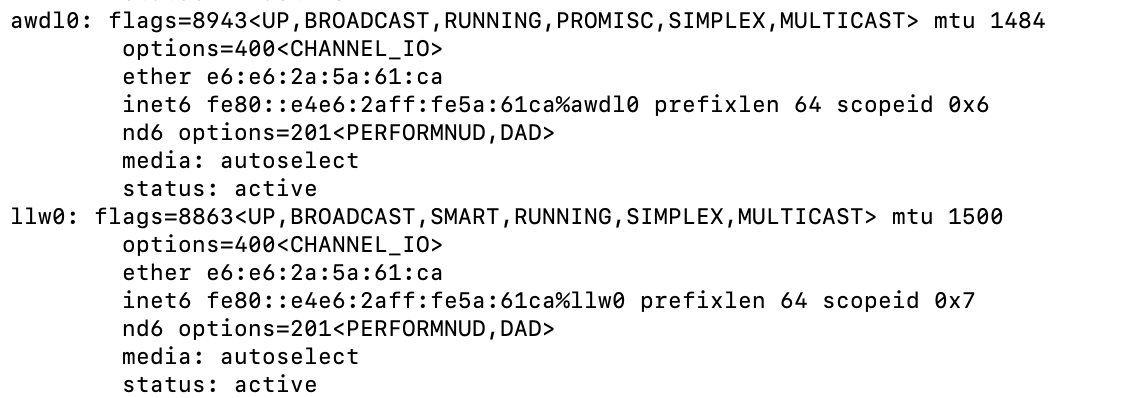 awdl0: flags=8943<UP,BROADCAST,RUNNING,PROMISC,SIMPLEX,MULTICAST> mtu 1484
options=400<CHANNEL_IO>
ether e6:e6:2a:5a:61:ca
inet6 fe80::e4e6:2aff:fe5a:61ca%awdl0 prefixlen 64 scopeid 0x6
nd6 options=201<PERFORMNUD,DAD>
media: autoselect
status: active
llw0: flags=8863<UP,BROADCAST,SMART,RUNNING,SIMPLEX,MULTICAST> mtu 1500
options=400<CHANNEL_IO>
ether e6:e6:2a:5a:61:ca
inet6 fe80::e4e6:2aff:fe5a:61ca%llw0 prefixlen 64 scopeid 0x7
nd6 options=201<PERFORMNUD,DAD>
media: autoselect
status: active